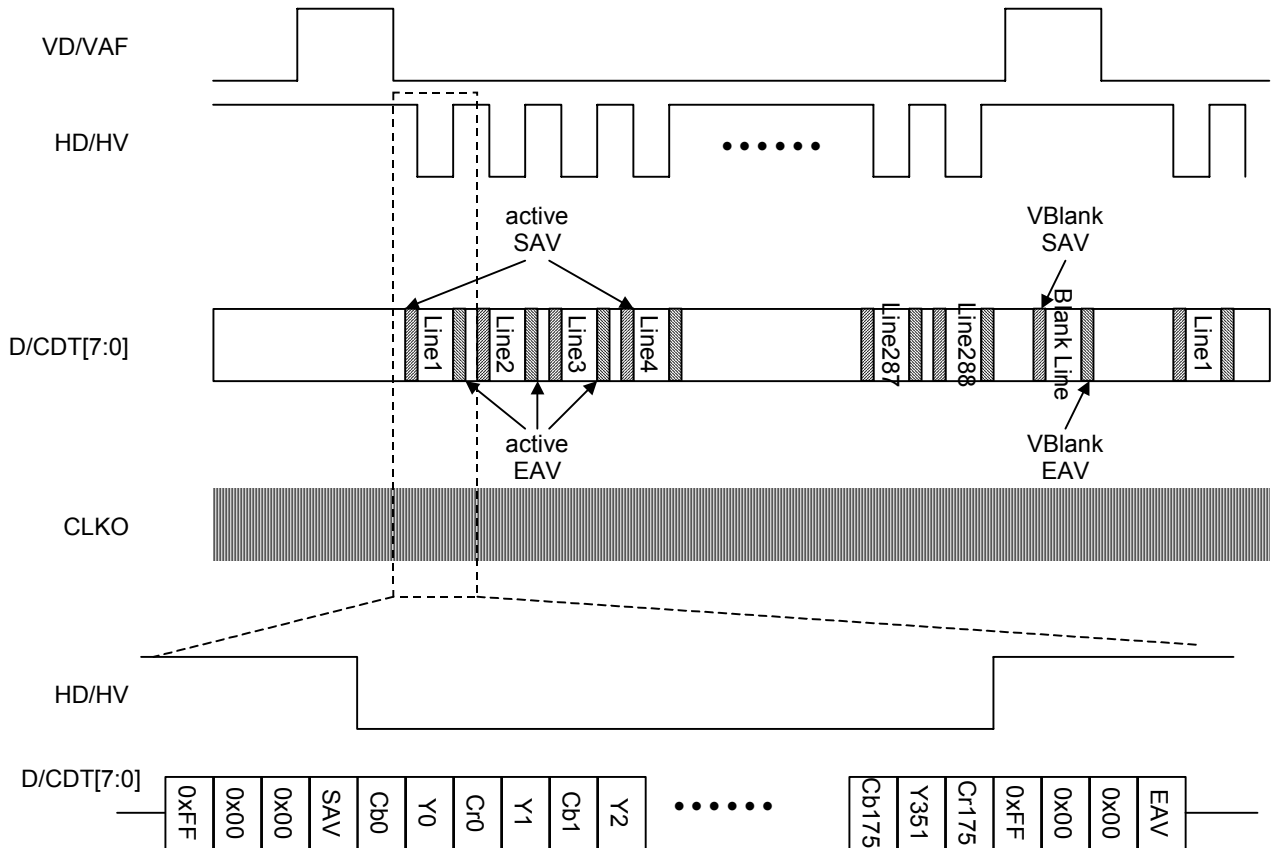 VD/VAF
HD/HV
active
SAV
VBlank
SAV
D/CDT[7:0]
Line1
Line2
Line3
Line4
Line287
Line288
Blank Line
Line1
active
EAV
VBlank
EAV
CLKO
HD/HV
D/CDT[7:0]
0xFF
0x00
0x00
SAV
Cb0
Y0
Cr0
Y1
Cb1
Y2
Cb175
Y351
Cr175
0xFF
0x00
0x00
EAV